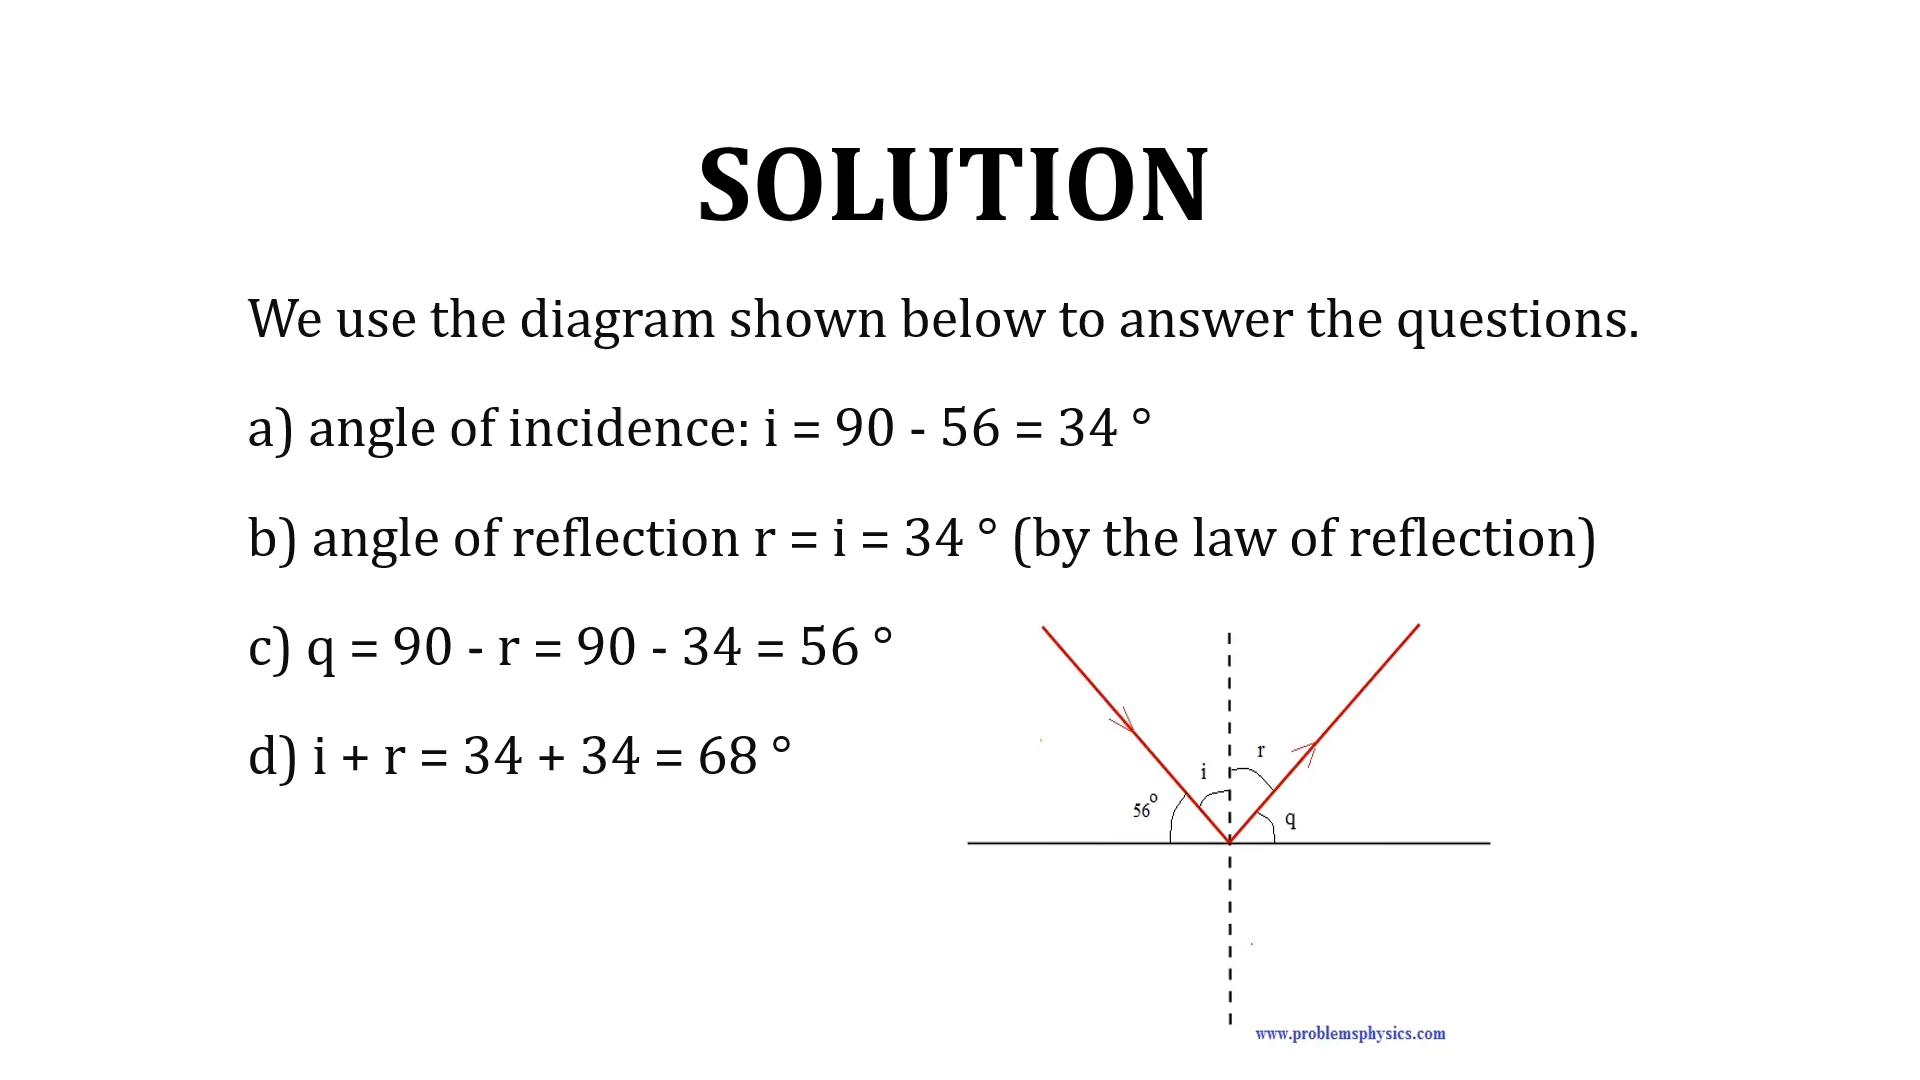 SOLUTION
We use the diagram shown below to answer the questions.
a) angle of incidence: i = 90 - 56 = 34 °
b) angle of reflection r = i = 34 ° (by the law of reflection)
c) q = 90 - r = 90 - 34 = 56 °
d) i + r = 34 + 34 = 68 °
r
i
56°
q
www.problemsphysics.com